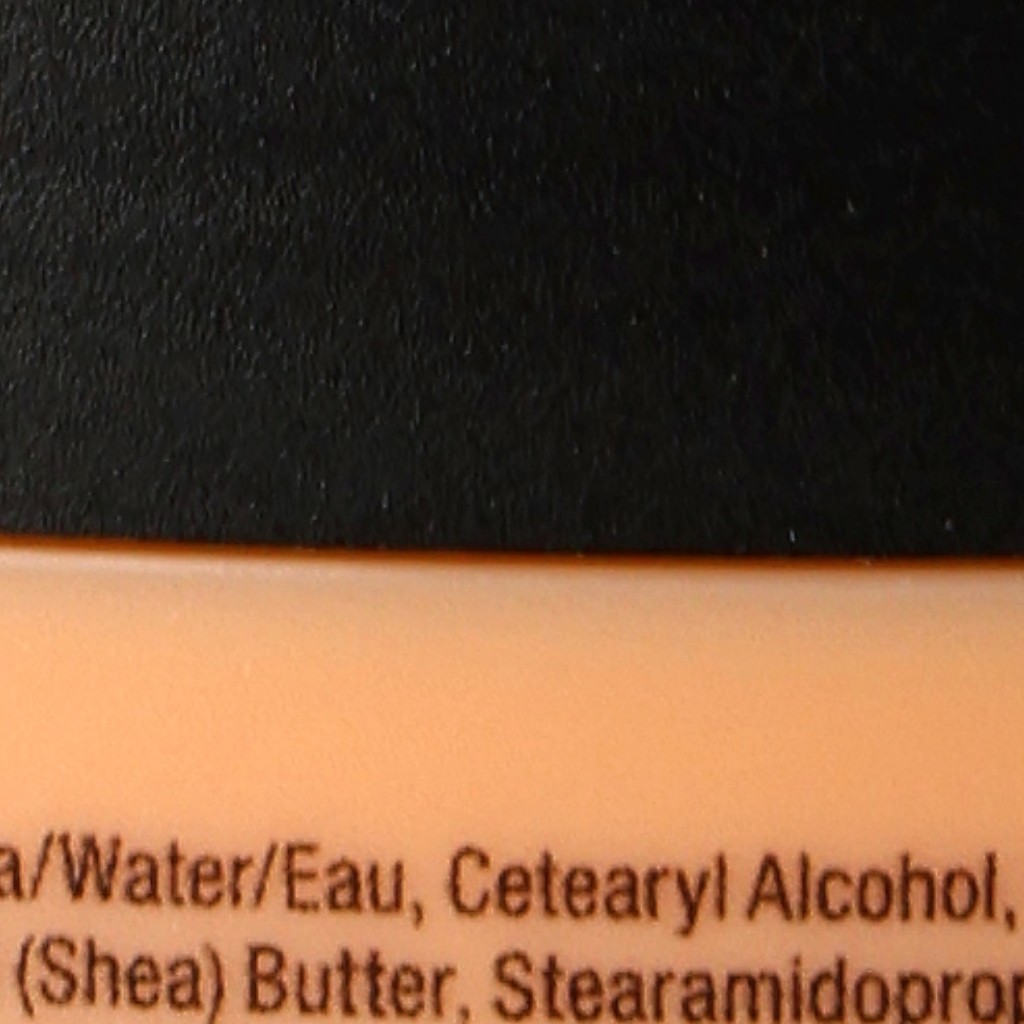 a/Water/Eau, Cetearyl Alcohol,
(Shea) Butter, Stearamidoprop